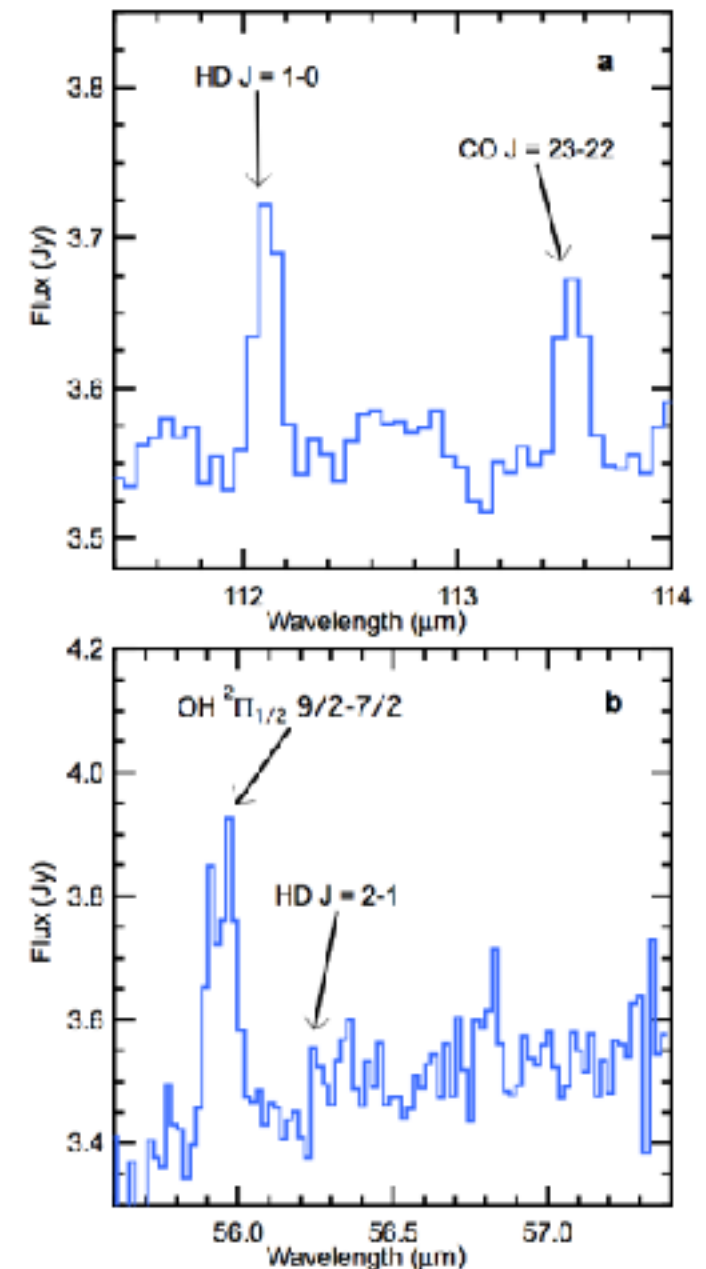 a
HD J = 1-0
CO J = 23-22
3.8
3.7
3.6
3.5
Flux (Jy)
112
113
114
Wavelength (μm)
b
OH ²Π₁/₂ 9/2-7/2
HD J = 2-1
4.2
4.0
3.8
3.6
3.4
Flux (Jy)
56.0
56.5
57.0
Wavelength (μm)